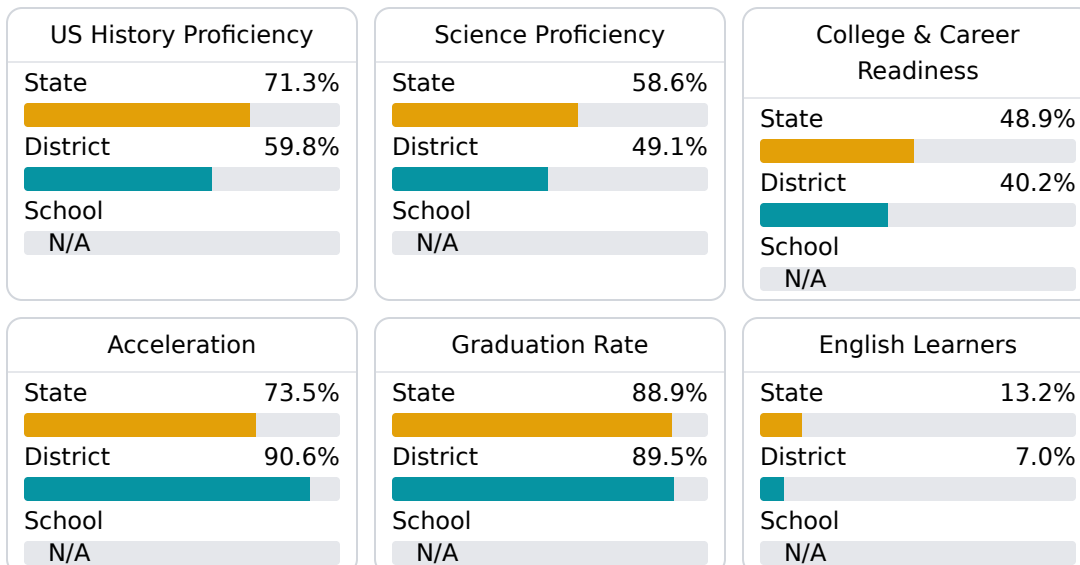 US History Proficiency
State 71.3%
District 59.8%
School
N/A
Science Proficiency
State 58.6%
District 49.1%
School
N/A
College & Career
Readiness
State 48.9%
District 40.2%
School
N/A
Acceleration
State 73.5%
District 90.6%
School
N/A
Graduation Rate
State 88.9%
District 89.5%
School
N/A
English Learners
State 13.2%
District 7.0%
School
N/A